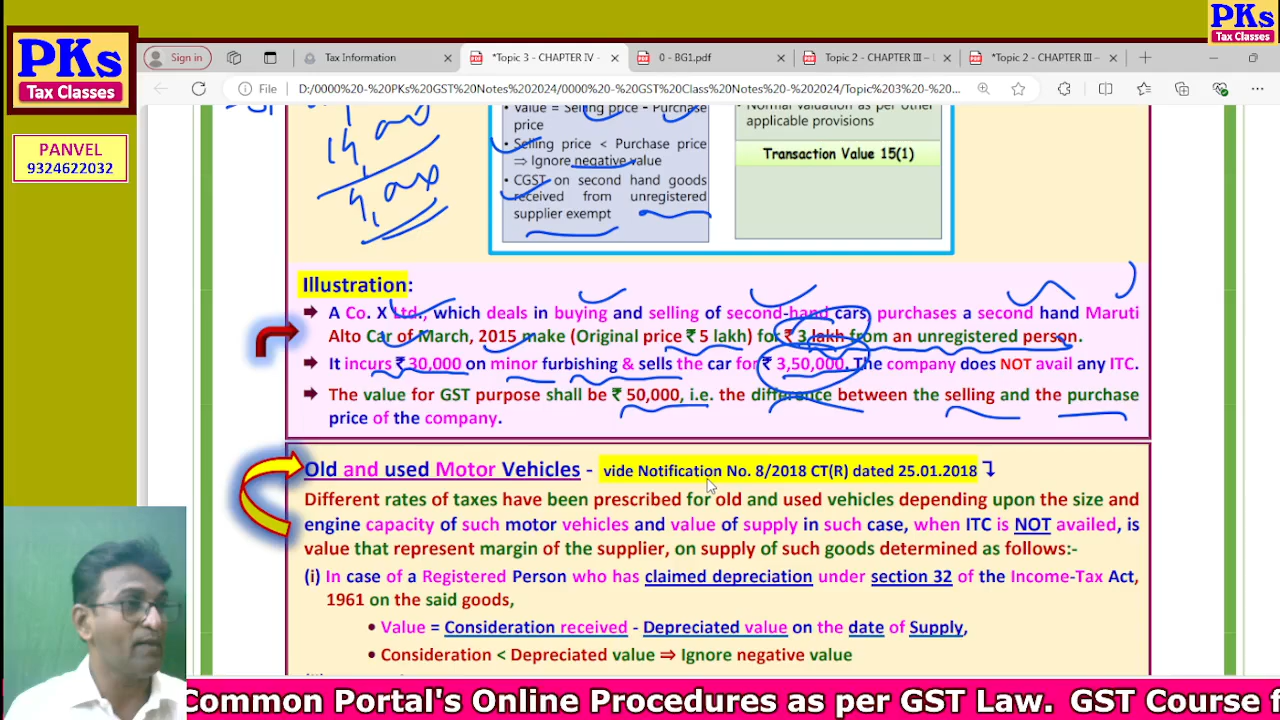 PKs
Tax Classes
PKs
Tax Classes
PANVEL
9324622032
Sign in
Tax Information
*Topic 3 - CHAPTER IV -
0 - BG1.pdf
Topic 2 - CHAPTER III – L
*Topic 2 - CHAPTER III –
File
D:/0000%20-%20PKs%20GST%20Notes%202024/0000%20-%20GST%20Class%20Notes%202024/Topic%203%20-%20...
• Value = Selling price - Purchase
price
• Selling price < Purchase price
⇒ Ignore negative value
• CGST on second hand goods
received from unregistered
supplier exempt
• Normal valuation as per other
applicable provisions
Transaction Value 15(1)
Illustration:
A Co. X Ltd., which deals in buying and selling of second-hand cars, purchases a second hand Maruti
Alto Car of March, 2015 make (Original price ₹ 5 lakh) for ₹ 3 lakh from an unregistered person.
It incurs ₹ 30,000 on minor furbishing & sells the car for ₹ 3,50,000. The company does NOT avail any ITC.
The value for GST purpose shall be ₹ 50,000, i.e. the difference between the selling and the purchase
price of the company.
Old and used Motor Vehicles - vide Notification No. 8/2018 CT(R) dated 25.01.2018
Different rates of taxes have been prescribed for old and used vehicles depending upon the size and
engine capacity of such motor vehicles and value of supply in such case, when ITC is NOT availed, is
value that represent margin of the supplier, on supply of such goods determined as follows:-
(i) In case of a Registered Person who has claimed depreciation under section 32 of the Income-Tax Act,
1961 on the said goods,
• Value = Consideration received - Depreciated value on the date of Supply,
• Consideration < Depreciated value ⇒ Ignore negative value
Common Portal's Online Procedures as per GST Law. GST Course f